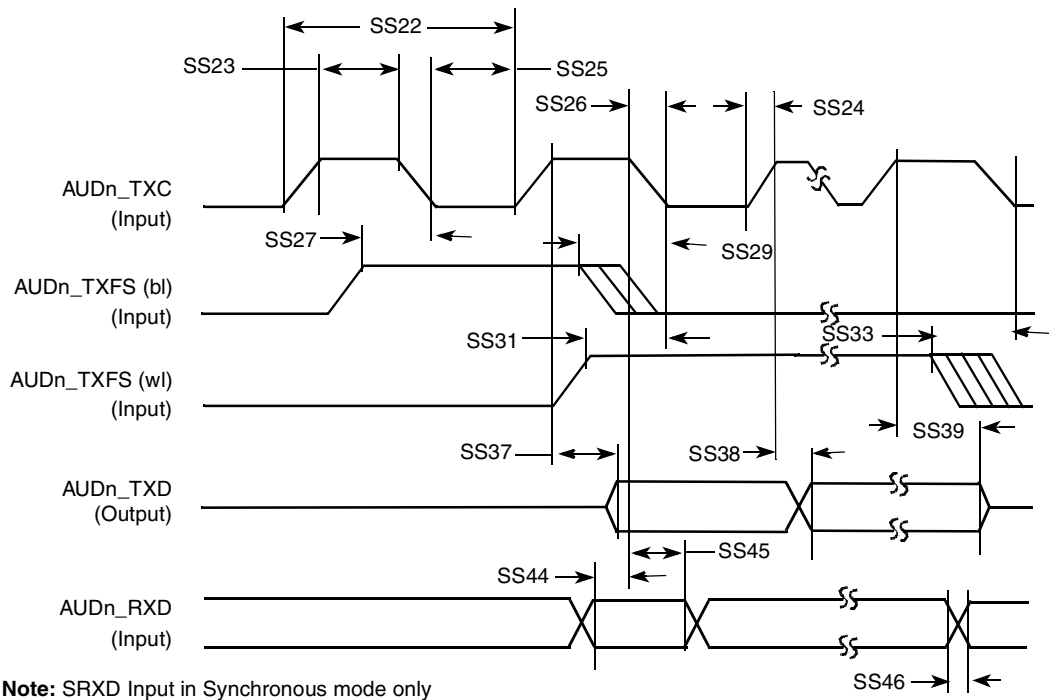 SS22
SS23
SS25
SS26
SS24
AUDn_TXC
(Input)
SS27
SS29
AUDn_TXFS (bl)
(Input)
SS31
SS33
AUDn_TXFS (wl)
(Input)
SS39
SS37
SS38
AUDn_TXD
(Output)
SS45
SS44
AUDn_RXD
(Input)
SS46
Note: SRXD Input in Synchronous mode only